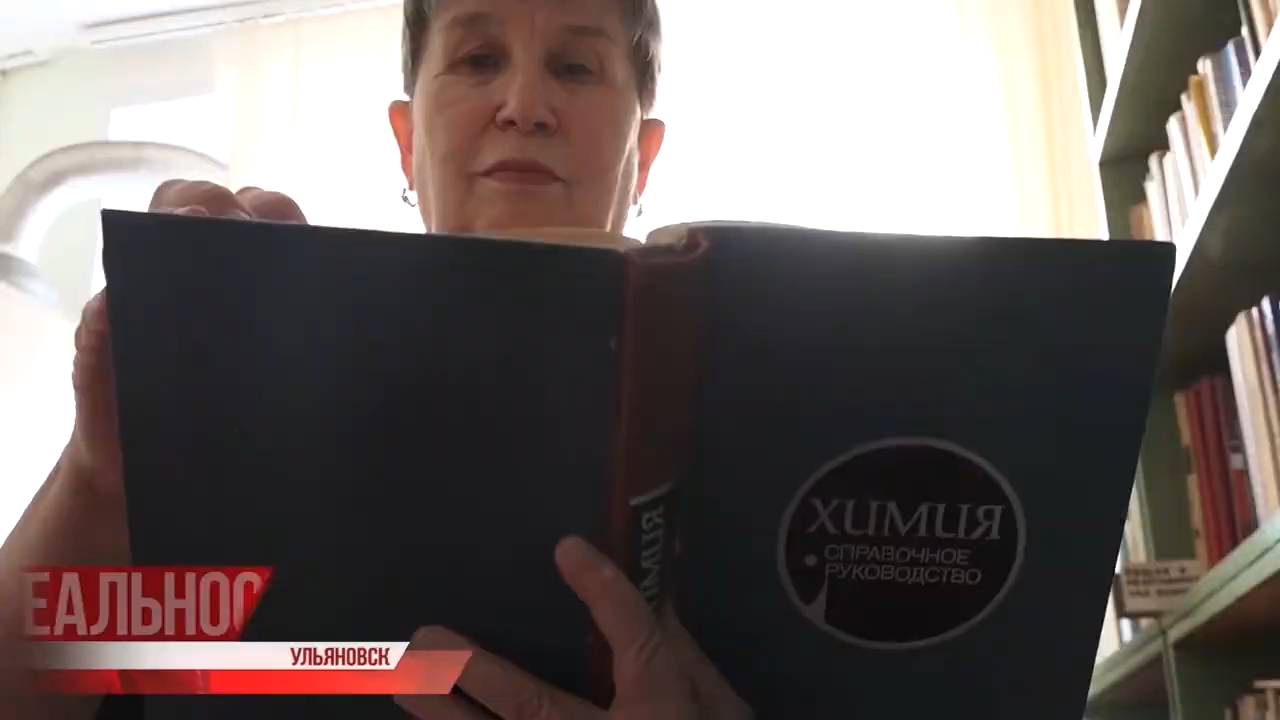 ХИМИЯ
СПРАВОЧНОЕ
РУКОВОДСТВО
ХИМИЯ
ЕАЛЬНОС
УЛЬЯНОВСК